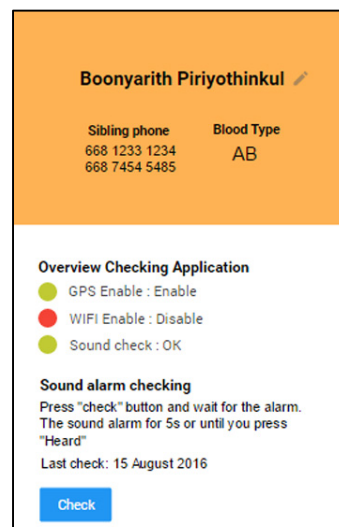 Boonyarith Piriyothinkul
Sibling phone
668 1233 1234
668 7454 5485
Blood Type
AB
Overview Checking Application
GPS Enable : Enable
WIFI Enable : Disable
Sound check : OK
Sound alarm checking
Press "check" button and wait for the alarm.
The sound alarm for 5s or until you press
"Heard"
Last check: 15 August 2016
Check